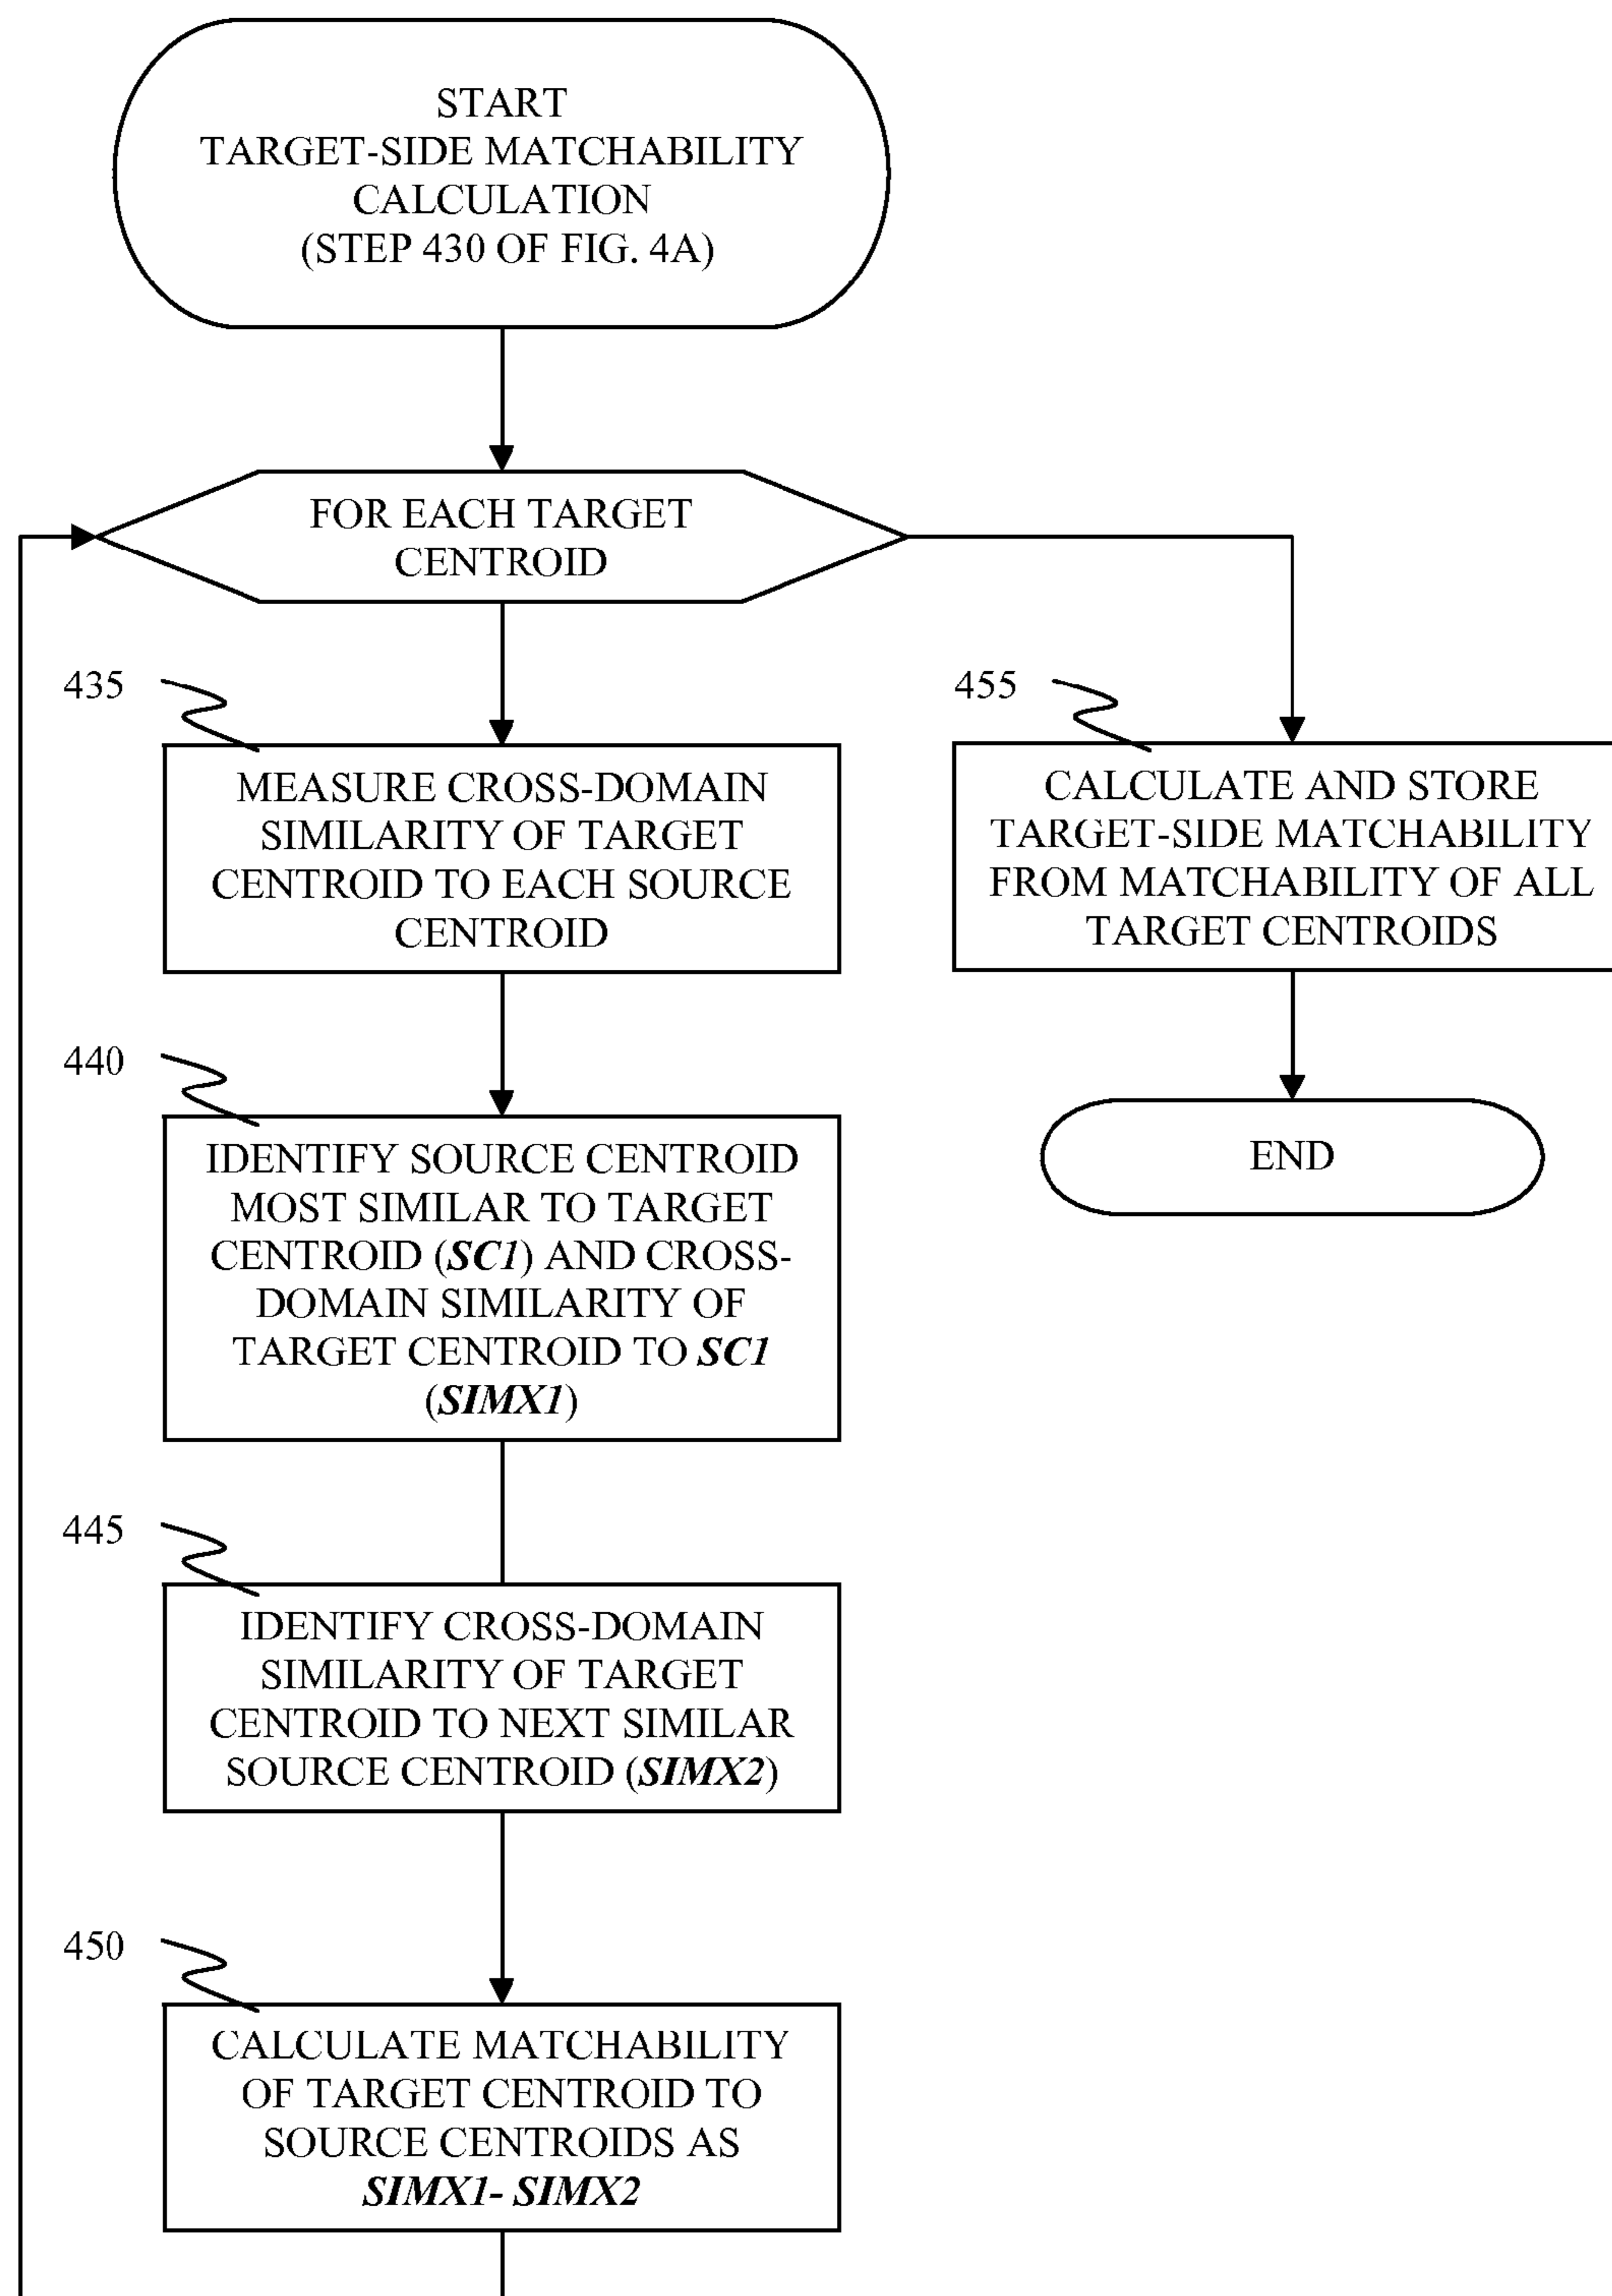 START
TARGET-SIDE MATCHABILITY
CALCULATION
(STEP 430 OF FIG. 4A)
FOR EACH TARGET
CENTROID
435
MEASURE CROSS-DOMAIN
SIMILARITY OF TARGET
CENTROID TO EACH SOURCE
CENTROID
440
IDENTIFY SOURCE CENTROID
MOST SIMILAR TO TARGET
CENTROID (SC1) AND CROSS-
DOMAIN SIMILARITY OF
TARGET CENTROID TO SC1
(SIMX1)
445
IDENTIFY CROSS-DOMAIN
SIMILARITY OF TARGET
CENTROID TO NEXT SIMILAR
SOURCE CENTROID (SIMX2)
450
CALCULATE MATCHABILITY
OF TARGET CENTROID TO
SOURCE CENTROIDS AS
SIMX1- SIMX2
455
CALCULATE AND STORE
TARGET-SIDE MATCHABILITY
FROM MATCHABILITY OF ALL
TARGET CENTROIDS
END